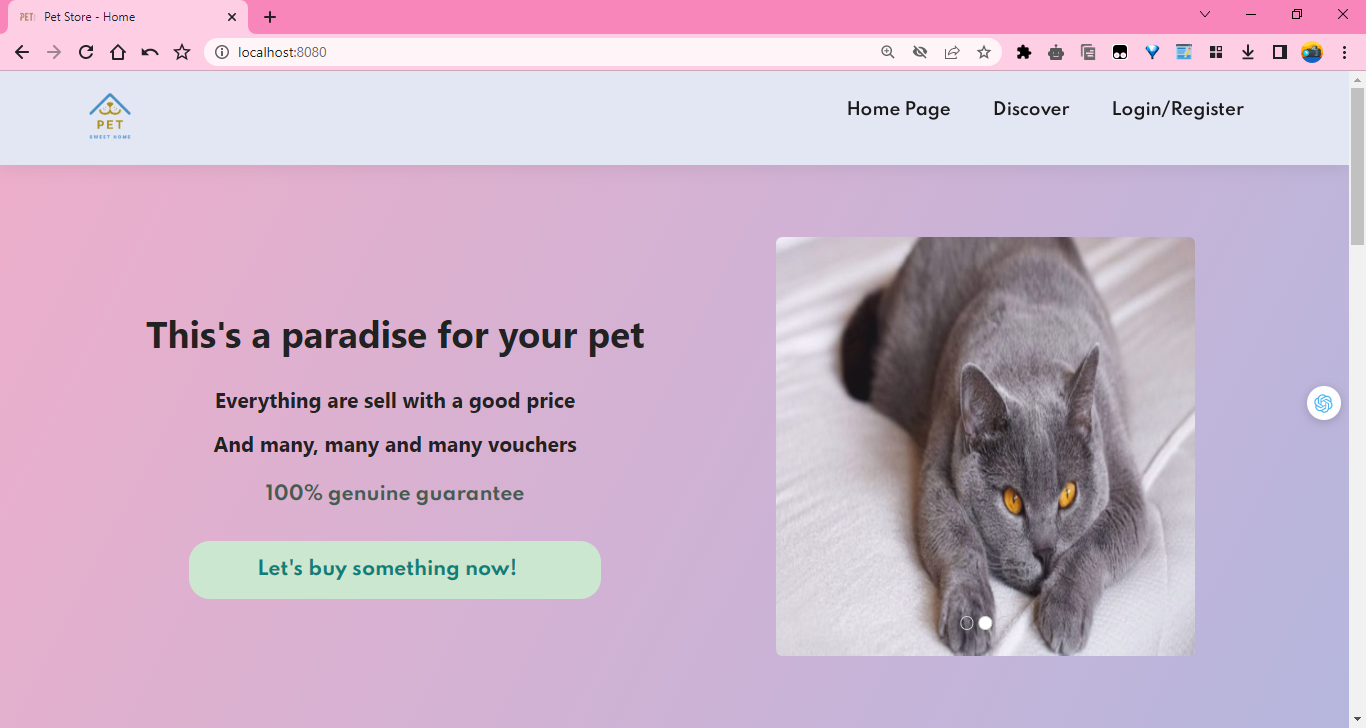 Pet Store - Home
localhost:8080
PET
SWEET HOME
Home Page
Discover
Login/Register
This's a paradise for your pet
Everything are sell with a good price
And many, many and many vouchers
100% genuine guarantee
Let's buy something now!